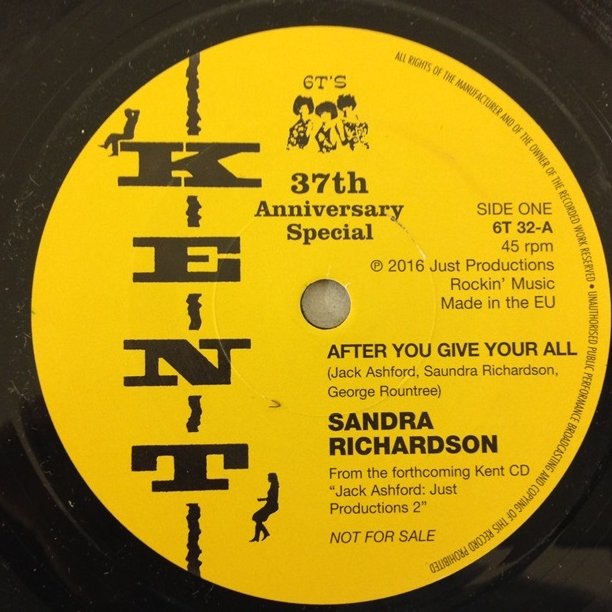 6T'S
KENT
37th
Anniversary
Special
SIDE ONE
6T 32-A
45 rpm
℗ 2016 Just Productions
Rockin' Music
Made in the EU
AFTER YOU GIVE YOUR ALL
(Jack Ashford, Saundra Richardson,
George Rountree)
SANDRA
RICHARDSON
From the forthcoming Kent CD
“Jack Ashford: Just
Productions 2”
NOT FOR SALE
ALL RIGHTS OF THE MANUFACTURER AND OF THE OWNER OF THE RECORDED WORK RESERVED • UNAUTHORISED PUBLIC PERFORMANCE BROADCASTING AND COPYING OF THIS RECORD PROHIBITED